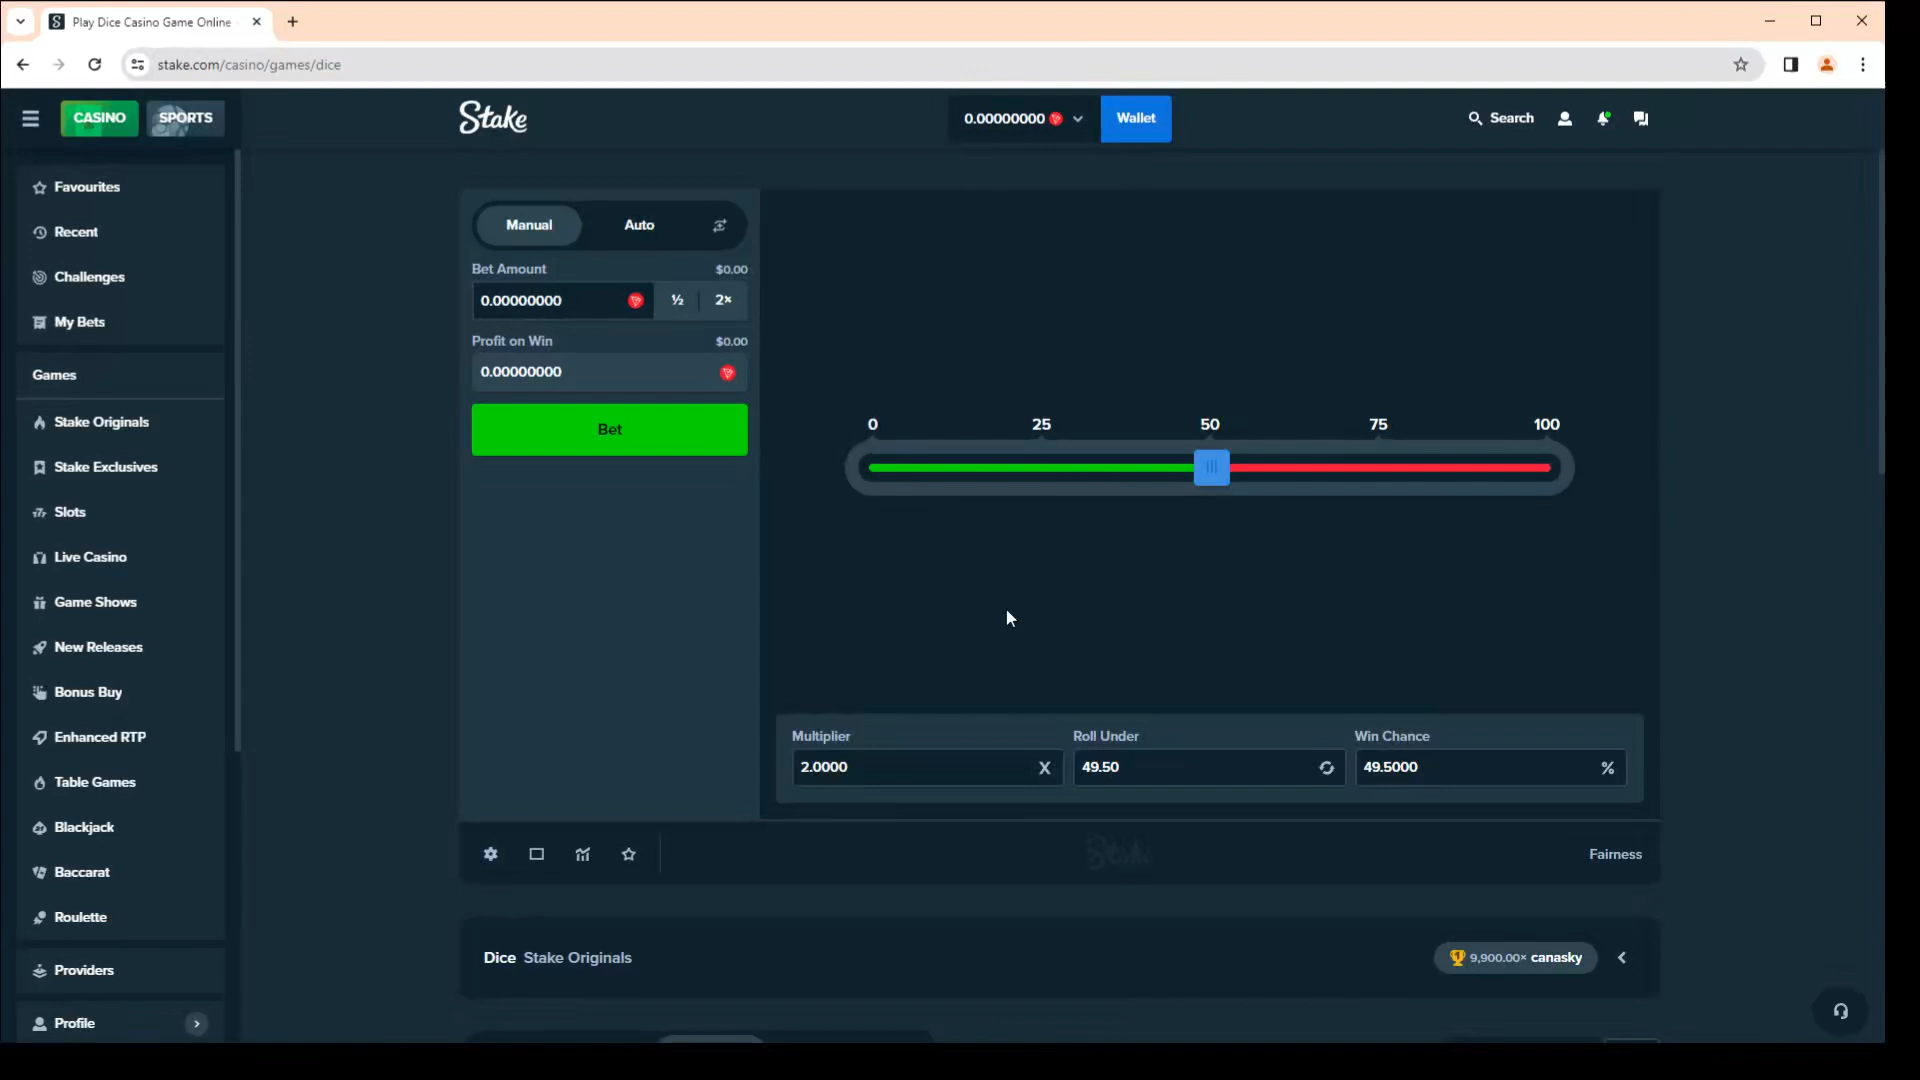 Play Dice Casino Game Online
stake.com/casino/games/dice
CASINO
SPORTS
Stake
0.00000000
Wallet
Search
Favourites
Recent
Challenges
My Bets
Games
Stake Originals
Stake Exclusives
Slots
Live Casino
Game Shows
New Releases
Bonus Buy
Enhanced RTP
Table Games
Blackjack
Baccarat
Roulette
Providers
Profile
Manual
Auto
Bet Amount
$0.00
0.00000000
½
2×
Profit on Win
$0.00
0.00000000
Bet
0
25
50
75
100
Multiplier
2.0000
Roll Under
49.50
Win Chance
49.5000
%
Stake
Fairness
Dice Stake Originals
9,900.00× canasky